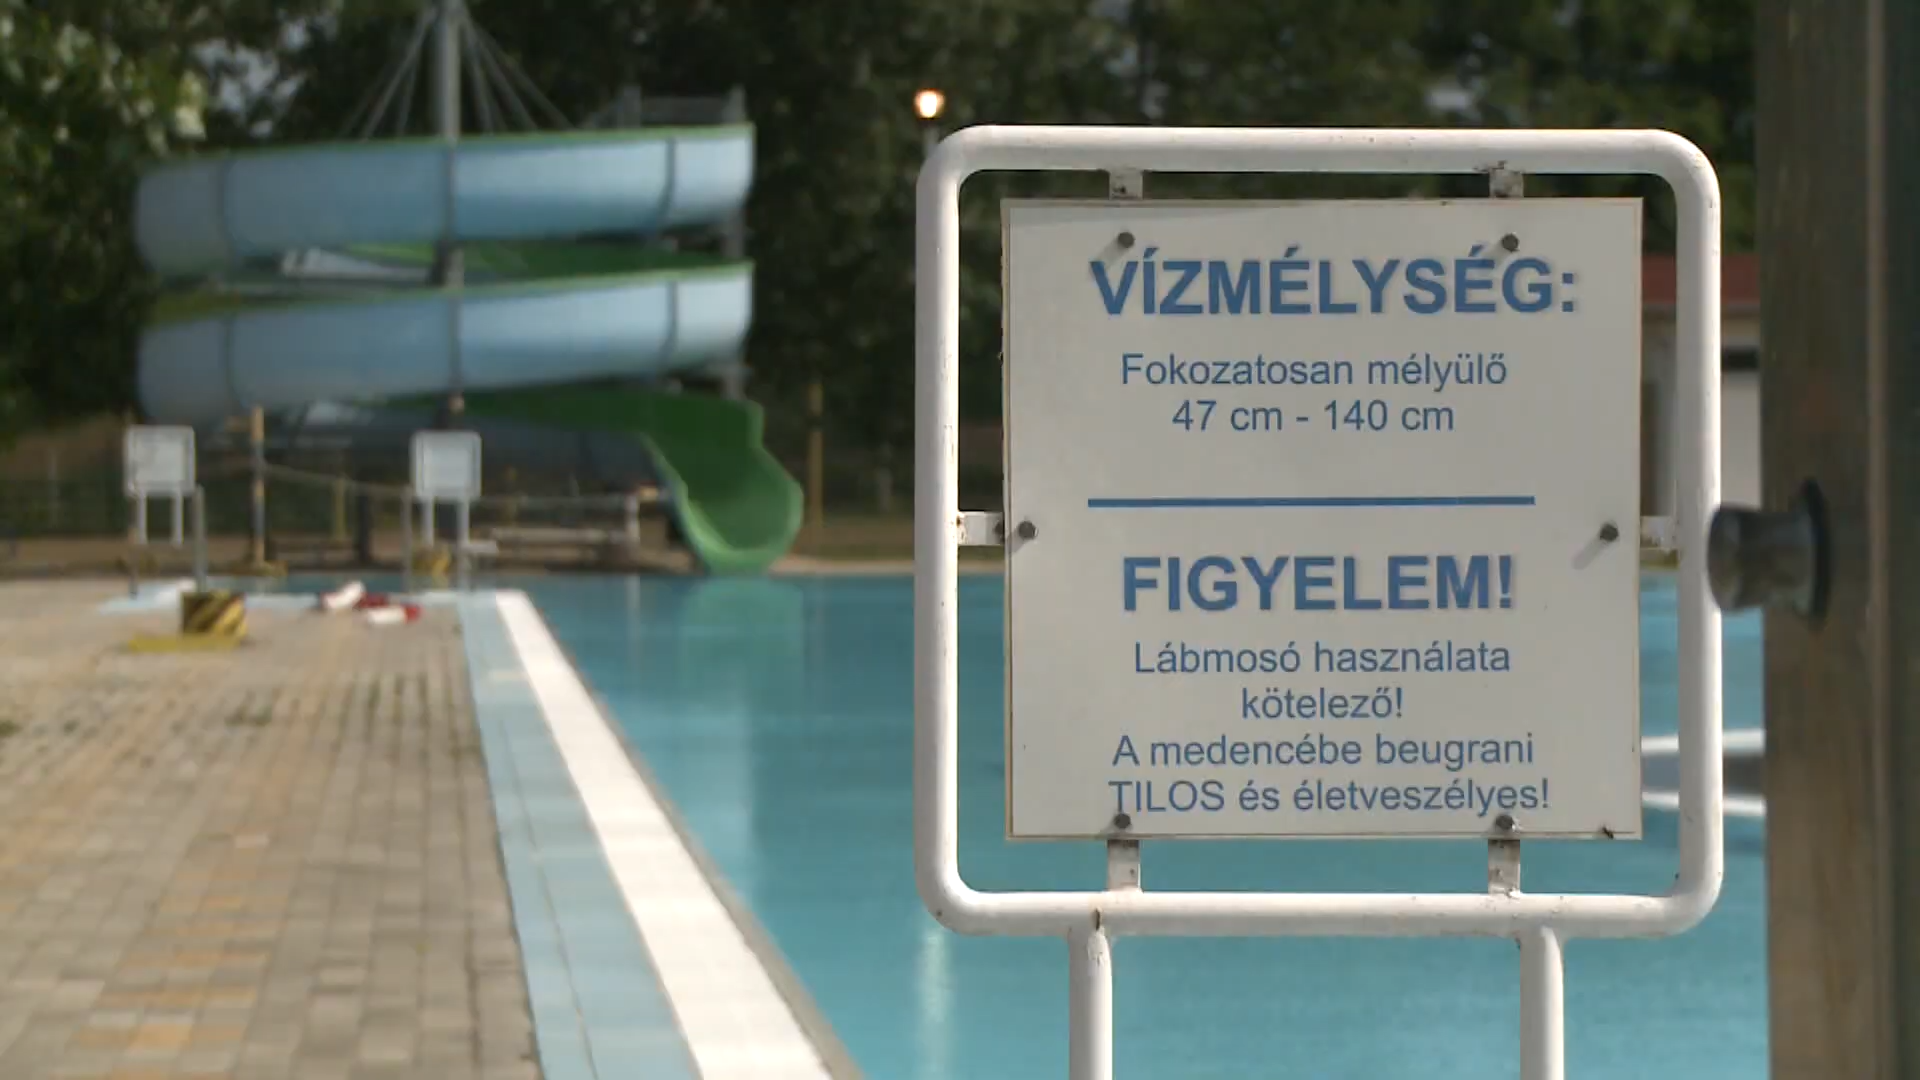 VÍZMÉLYSÉG:
Fokozatosan mélyülő
47 cm - 140 cm
FIGYELEM!
Lábmosó használata
kötelező!
A medencébe beugrani
TILOS és életveszélyes!